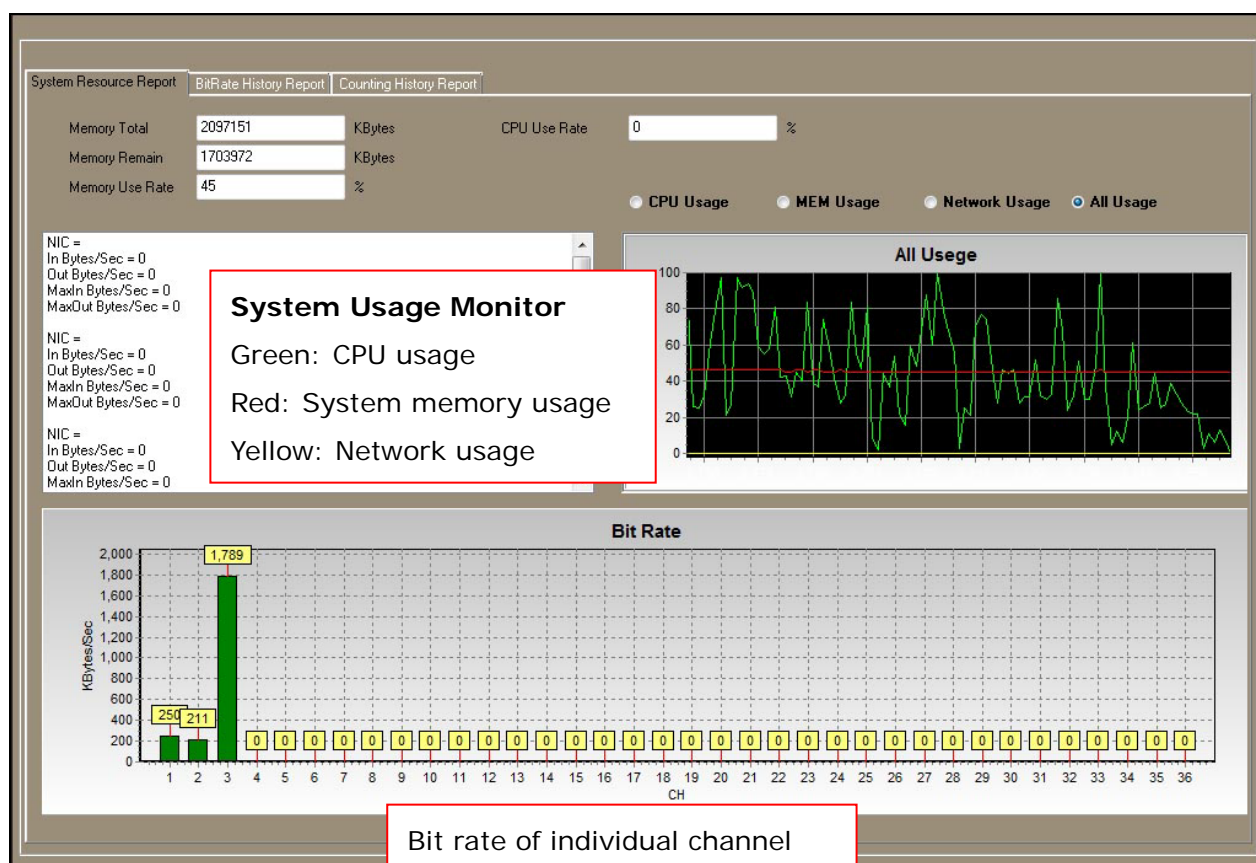 System Resource Report BitRate History Report Counting History Report
Memory Total 2097151 KBytes CPU Use Rate 0 %
Memory Remain 1703972 KBytes
Memory Use Rate 45 %
CPU Usage MEM Usage Network Usage All Usage
NIC =
In Bytes/Sec = 0
Out Bytes/Sec = 0
MaxIn Bytes/Sec = 0
MaxOut Bytes/Sec = 0
NIC =
In Bytes/Sec = 0
Out Bytes/Sec = 0
MaxIn Bytes/Sec = 0
MaxOut Bytes/Sec = 0
NIC =
In Bytes/Sec = 0
Out Bytes/Sec = 0
MaxIn Bytes/Sec = 0
System Usage Monitor
Green: CPU usage
Red: System memory usage
Yellow: Network usage
All Usege
100
80
60
40
20
0
Bit Rate
KBytes/Sec
2,000
1,800
1,600
1,400
1,200
1,000
800
600
400
200
0
250 211 1,789 0 0 0 0 0 0 0 0 0 0 0 0 0 0 0 0 0 0 0 0 0 0 0 0 0 0 0 0 0 0 0 0 0
1 2 3 4 5 6 7 8 9 10 11 12 13 14 15 16 17 18 19 20 21 22 23 24 25 26 27 28 29 30 31 32 33 34 35 36
CH
Bit rate of individual channel